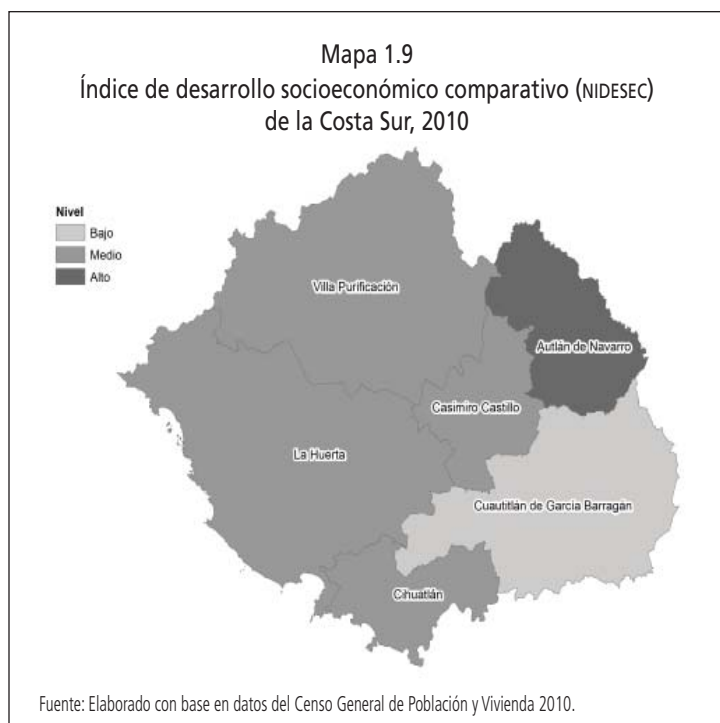 Mapa 1.9
Índice de desarrollo socioeconómico comparativo (NIDESEC)
de la Costa Sur, 2010
Nivel
Bajo
Medio
Alto
Villa Purificación
Autlán de Navarro
Casimiro Castillo
La Huerta
Cuautitlán de García Barragán
Cihuatlán
Fuente: Elaborado con base en datos del Censo General de Población y Vivienda 2010.